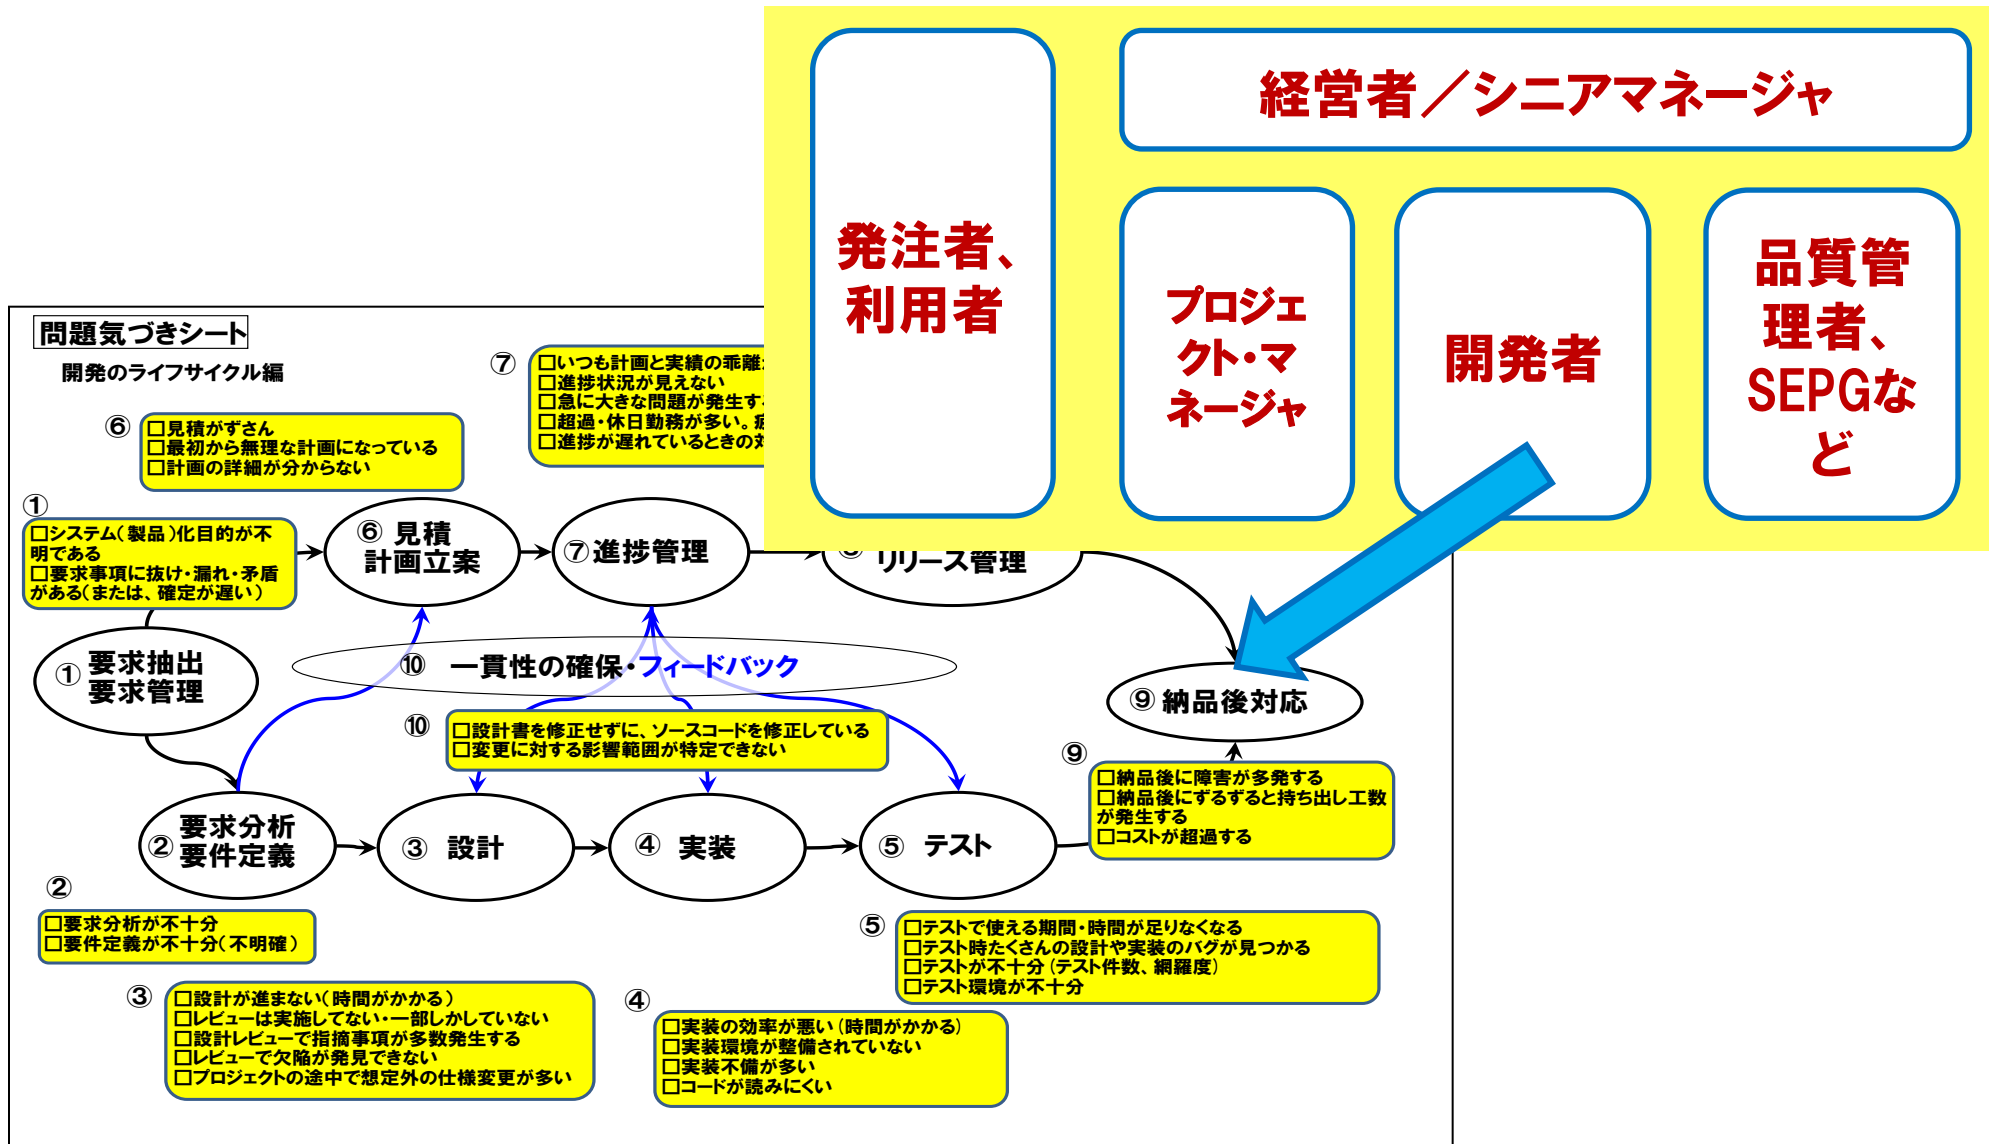 発注者、
利用者
経営者／シニアマネージャ
プロジェ
クト・マ
ネージャ
開発者
品質管
理者、
SEPGな
ど
問題気づきシート
開発のライフサイクル編
⑦
□いつも計画と実績の乖離
□進捗状況が見えない
□急に大きな問題が発生す
□超過・休日勤務が多い。
□進捗が遅れているときの
⑥
□見積がずさん
□最初から無理な計画になっている
□計画の詳細が分からない
①
□システム（製品）化目的が不
明である
□要求事項に抜け・漏れ・矛盾
がある（または、確定が遅い）
⑥ 見積
計画立案
⑦ 進捗管理
リリース管理
① 要求抽出
要求管理
⑩ 一貫性の確保・フィードバック
⑨ 納品後対応
⑩
□設計書を修正せずに、ソースコードを修正している
□変更に対する影響範囲が特定できない
⑨
□納品後に障害が多発する
□納品後にずるずると持ち出し工数
が発生する
□コストが超過する
② 要求分析
要件定義
③ 設計
④ 実装
⑤ テスト
②
□要求分析が不十分
□要件定義が不十分（不明確）
⑤
□テストで使える期間・時間が足りなくなる
□テスト時たくさんの設計や実装のバグが見つかる
□テストが不十分（テスト件数、網羅度）
□テスト環境が不十分
③
□設計が進まない（時間がかかる）
□レビューは実施してない・一部しかしていない
□設計レビューで指摘事項が多数発生する
□レビューで欠陥が発見できない
□プロジェクトの途中で想定外の仕様変更が多い
④
□実装の効率が悪い（時間がかかる）
□実装環境が整備されていない
□実装不備が多い
□コードが読みにくい